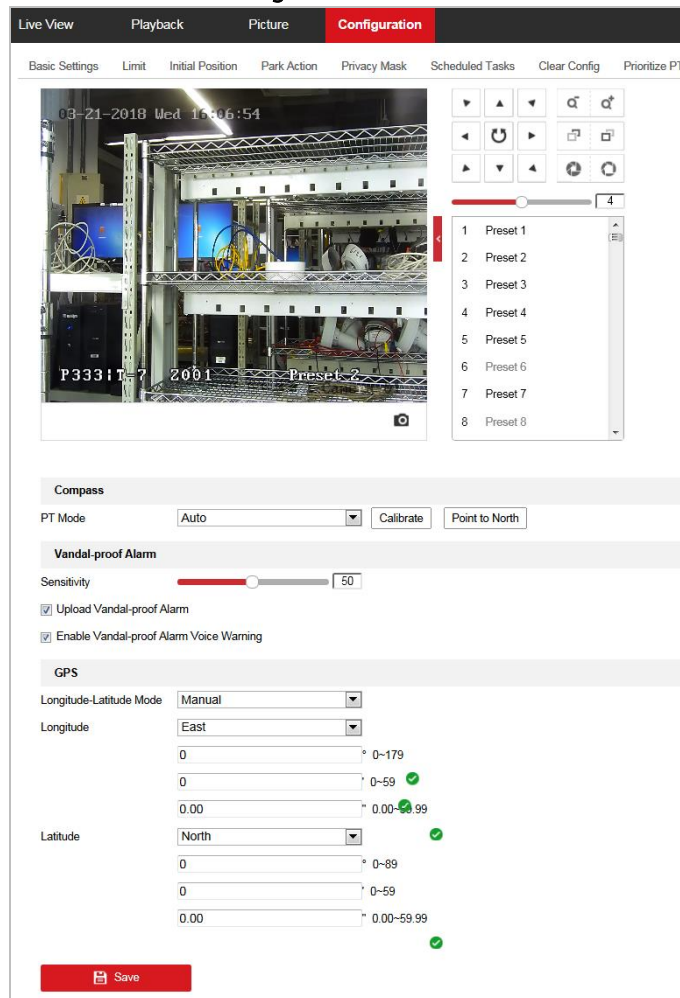 Live View Playback Picture Configuration
Basic Settings Limit Initial Position Park Action Privacy Mask Scheduled Tasks Clear Config Prioritize PT
08-21-2018 Wed 16:06:54
4
1 Preset 1
2 Preset 2
3 Preset 3
4 Preset 4
5 Preset 5
6 Preset 6
7 Preset 7
8 Preset 8
P333:T-7 Z001 Preset 2
Compass
PT Mode Auto Calibrate Point to North
Vandal-proof Alarm
Sensitivity 50
Upload Vandal-proof Alarm
Enable Vandal-proof Alarm Voice Warning
GPS
Longitude-Latitude Mode Manual
Longitude East
0 ° 0~179
0 ' 0~59
0.00 " 0.00~59.99
Latitude North
0 ° 0~89
0 ' 0~59
0.00 " 0.00~59.99
Save